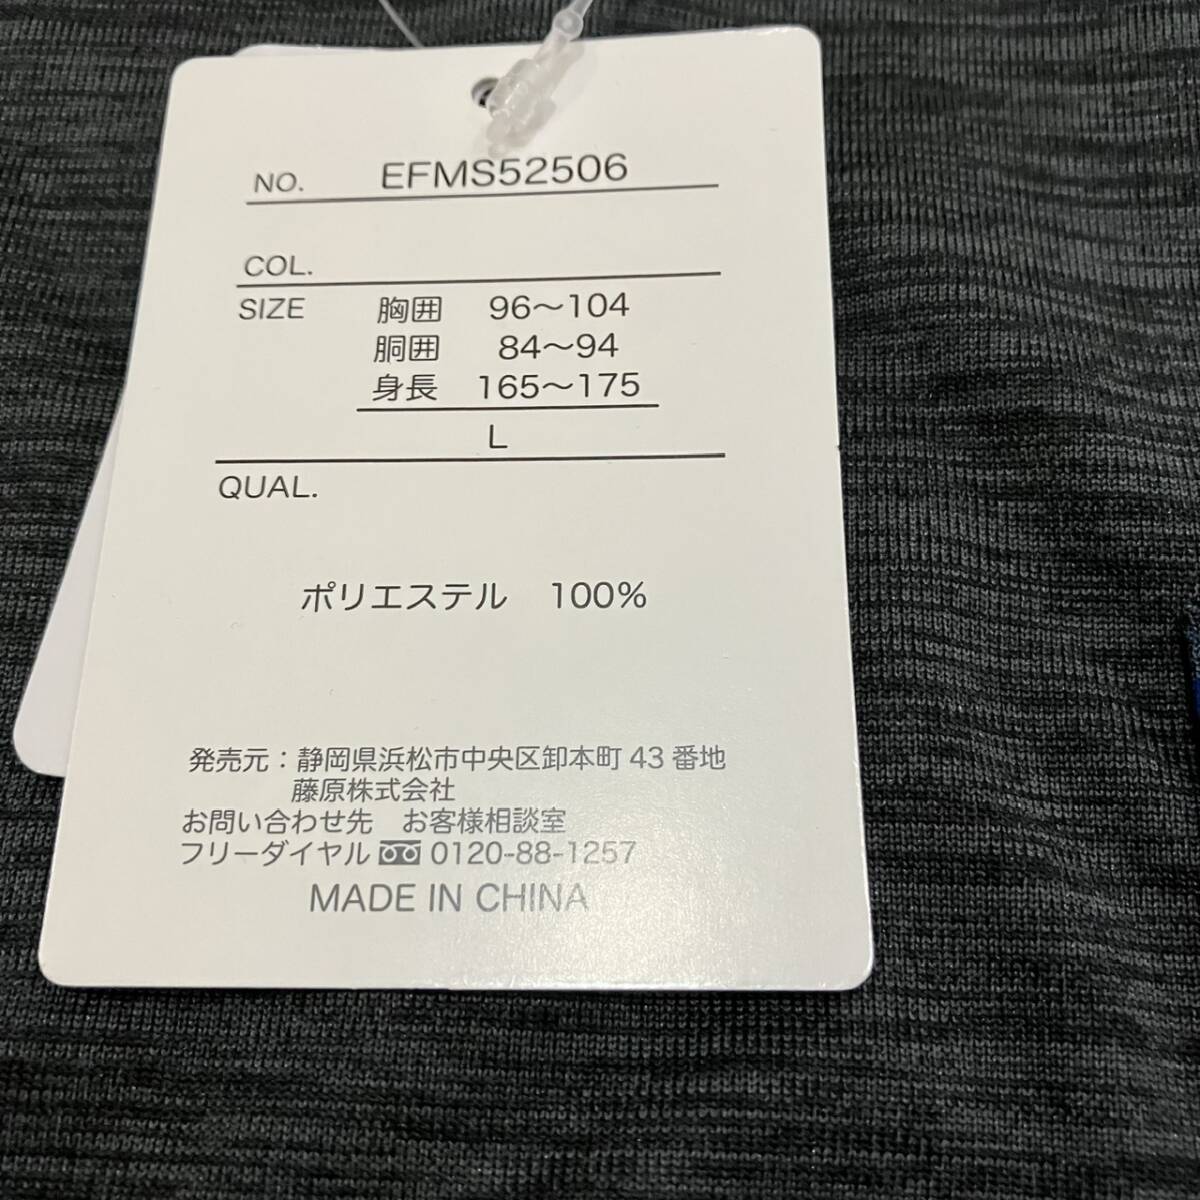 NO. EFMS52506
COL.
SIZE 胸囲 96～104
胴囲 84～94
身長 165～175
L
QUAL.
ポリエステル 100%
発売元：静岡県浜松市中央区卸本町43番地
藤原株式会社
お問い合わせ先 お客様相談室
フリーダイヤル 0120-88-1257
MADE IN CHINA